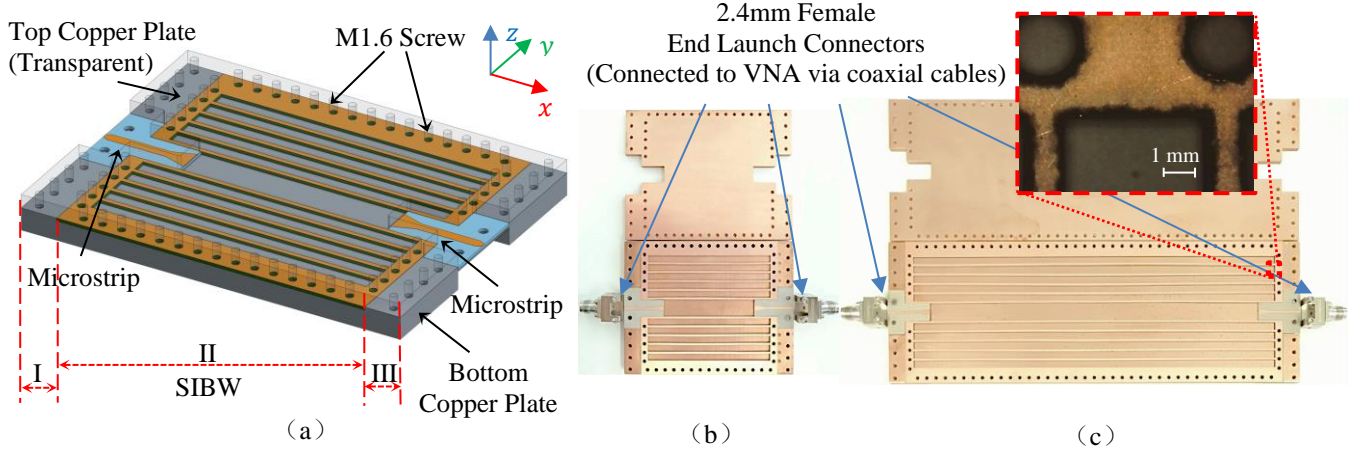 Top Copper Plate
(Transparent)
M1.6 Screw
z
y
x
Microstrip
Microstrip
I
II
III
SIBW
Bottom
Copper Plate
(a)
2.4mm Female
End Launch Connectors
(Connected to VNA via coaxial cables)
1 mm
(b)
(c)